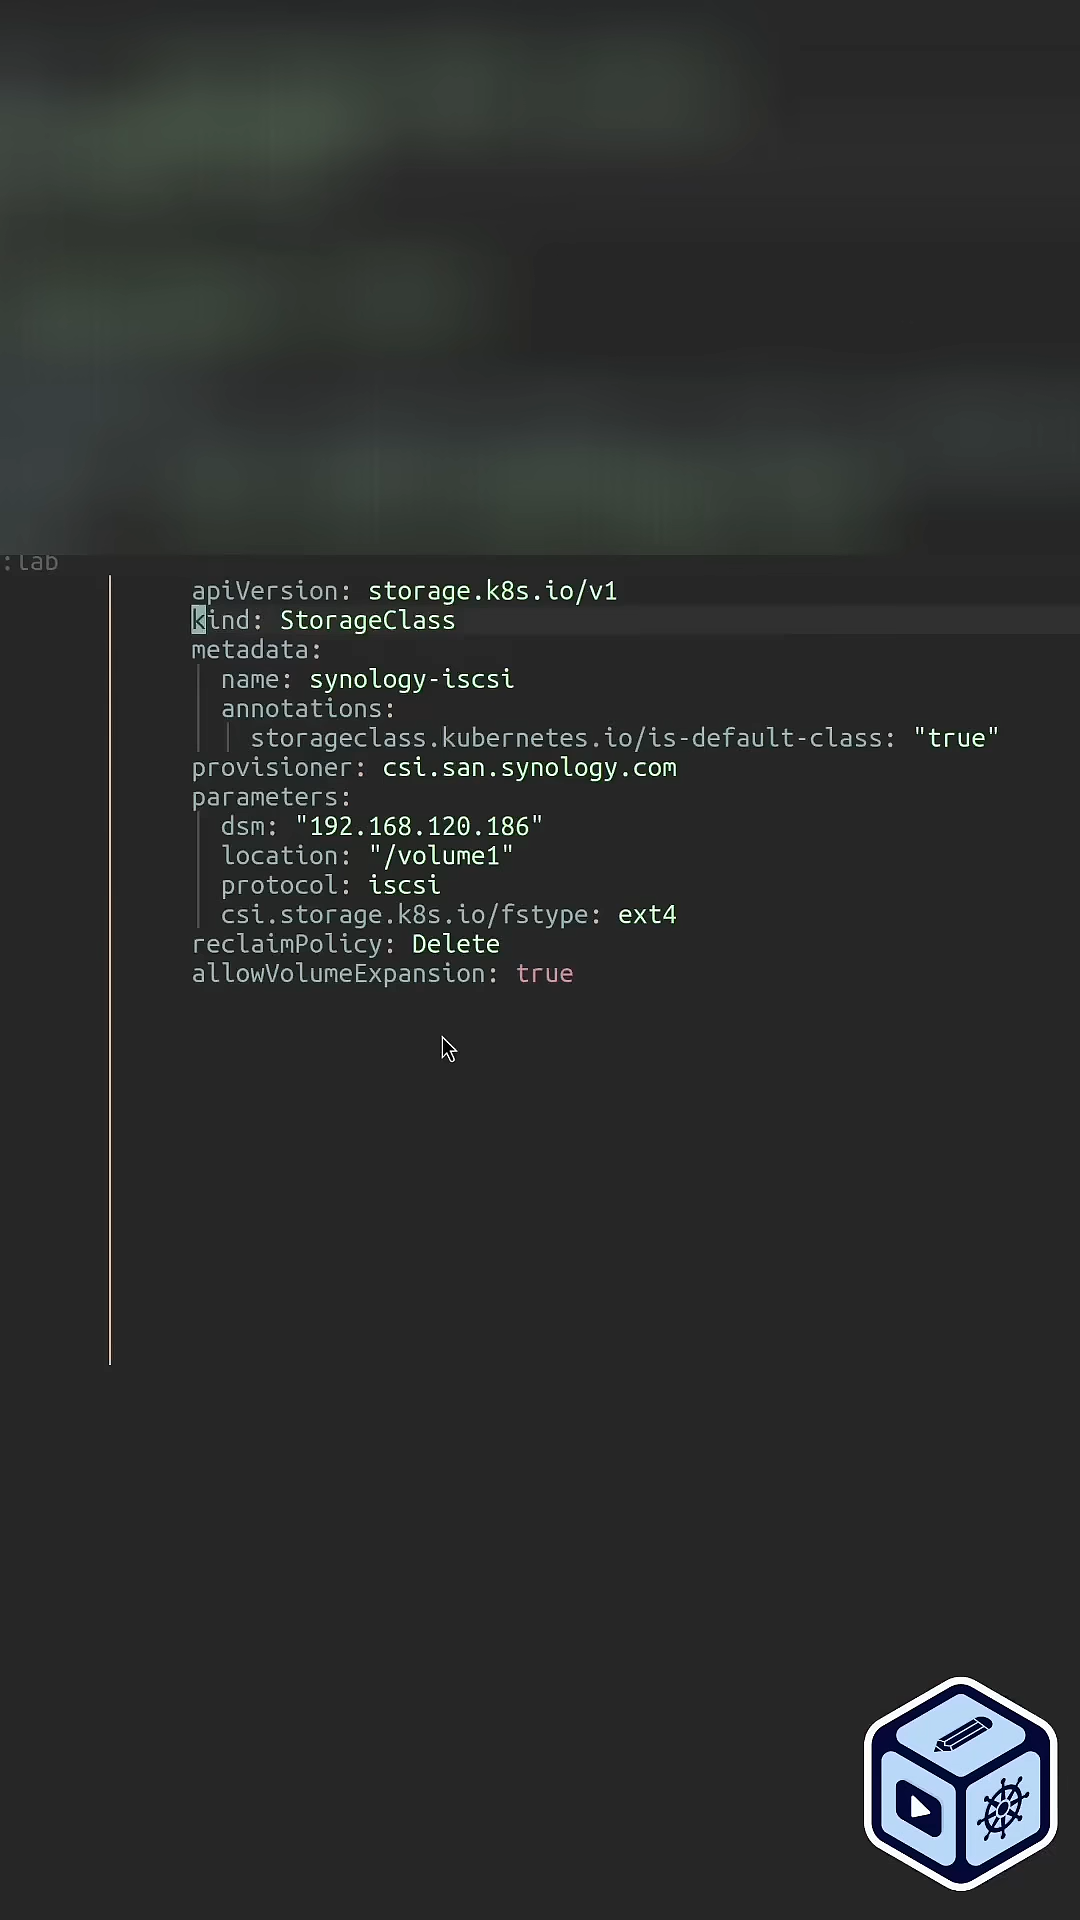 :lab
apiVersion: storage.k8s.io/v1
kind: StorageClass
metadata:
name: synology-iscsi
annotations:
storageclass.kubernetes.io/is-default-class: "true"
provisioner: csi.san.synology.com
parameters:
dsm: "192.168.120.186"
location: "/volume1"
protocol: iscsi
csi.storage.k8s.io/fstype: ext4
reclaimPolicy: Delete
allowVolumeExpansion: true